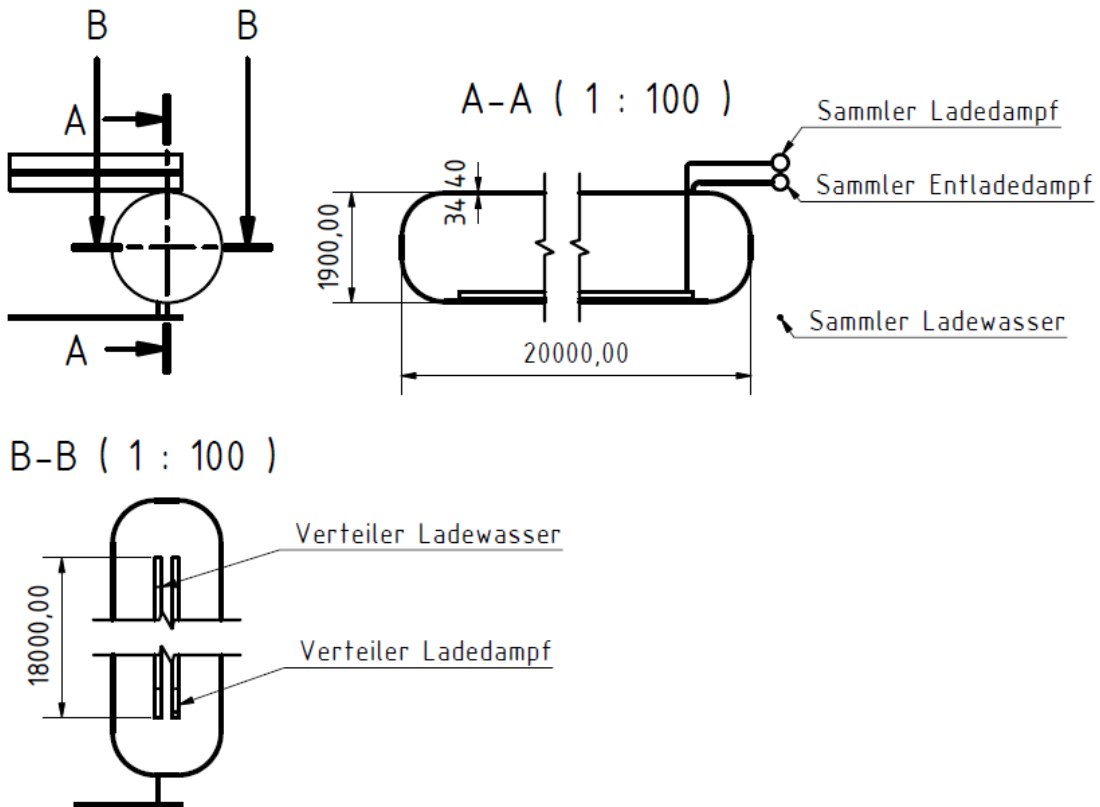 B B
A
A
A-A ( 1 : 100 )
Sammler Ladedampf
Sammler Entladedampf
34 40
1900,00
Sammler Ladewasser
20000,00
B-B ( 1 : 100 )
Verteiler Ladewasser
18000,00
Verteiler Ladedampf